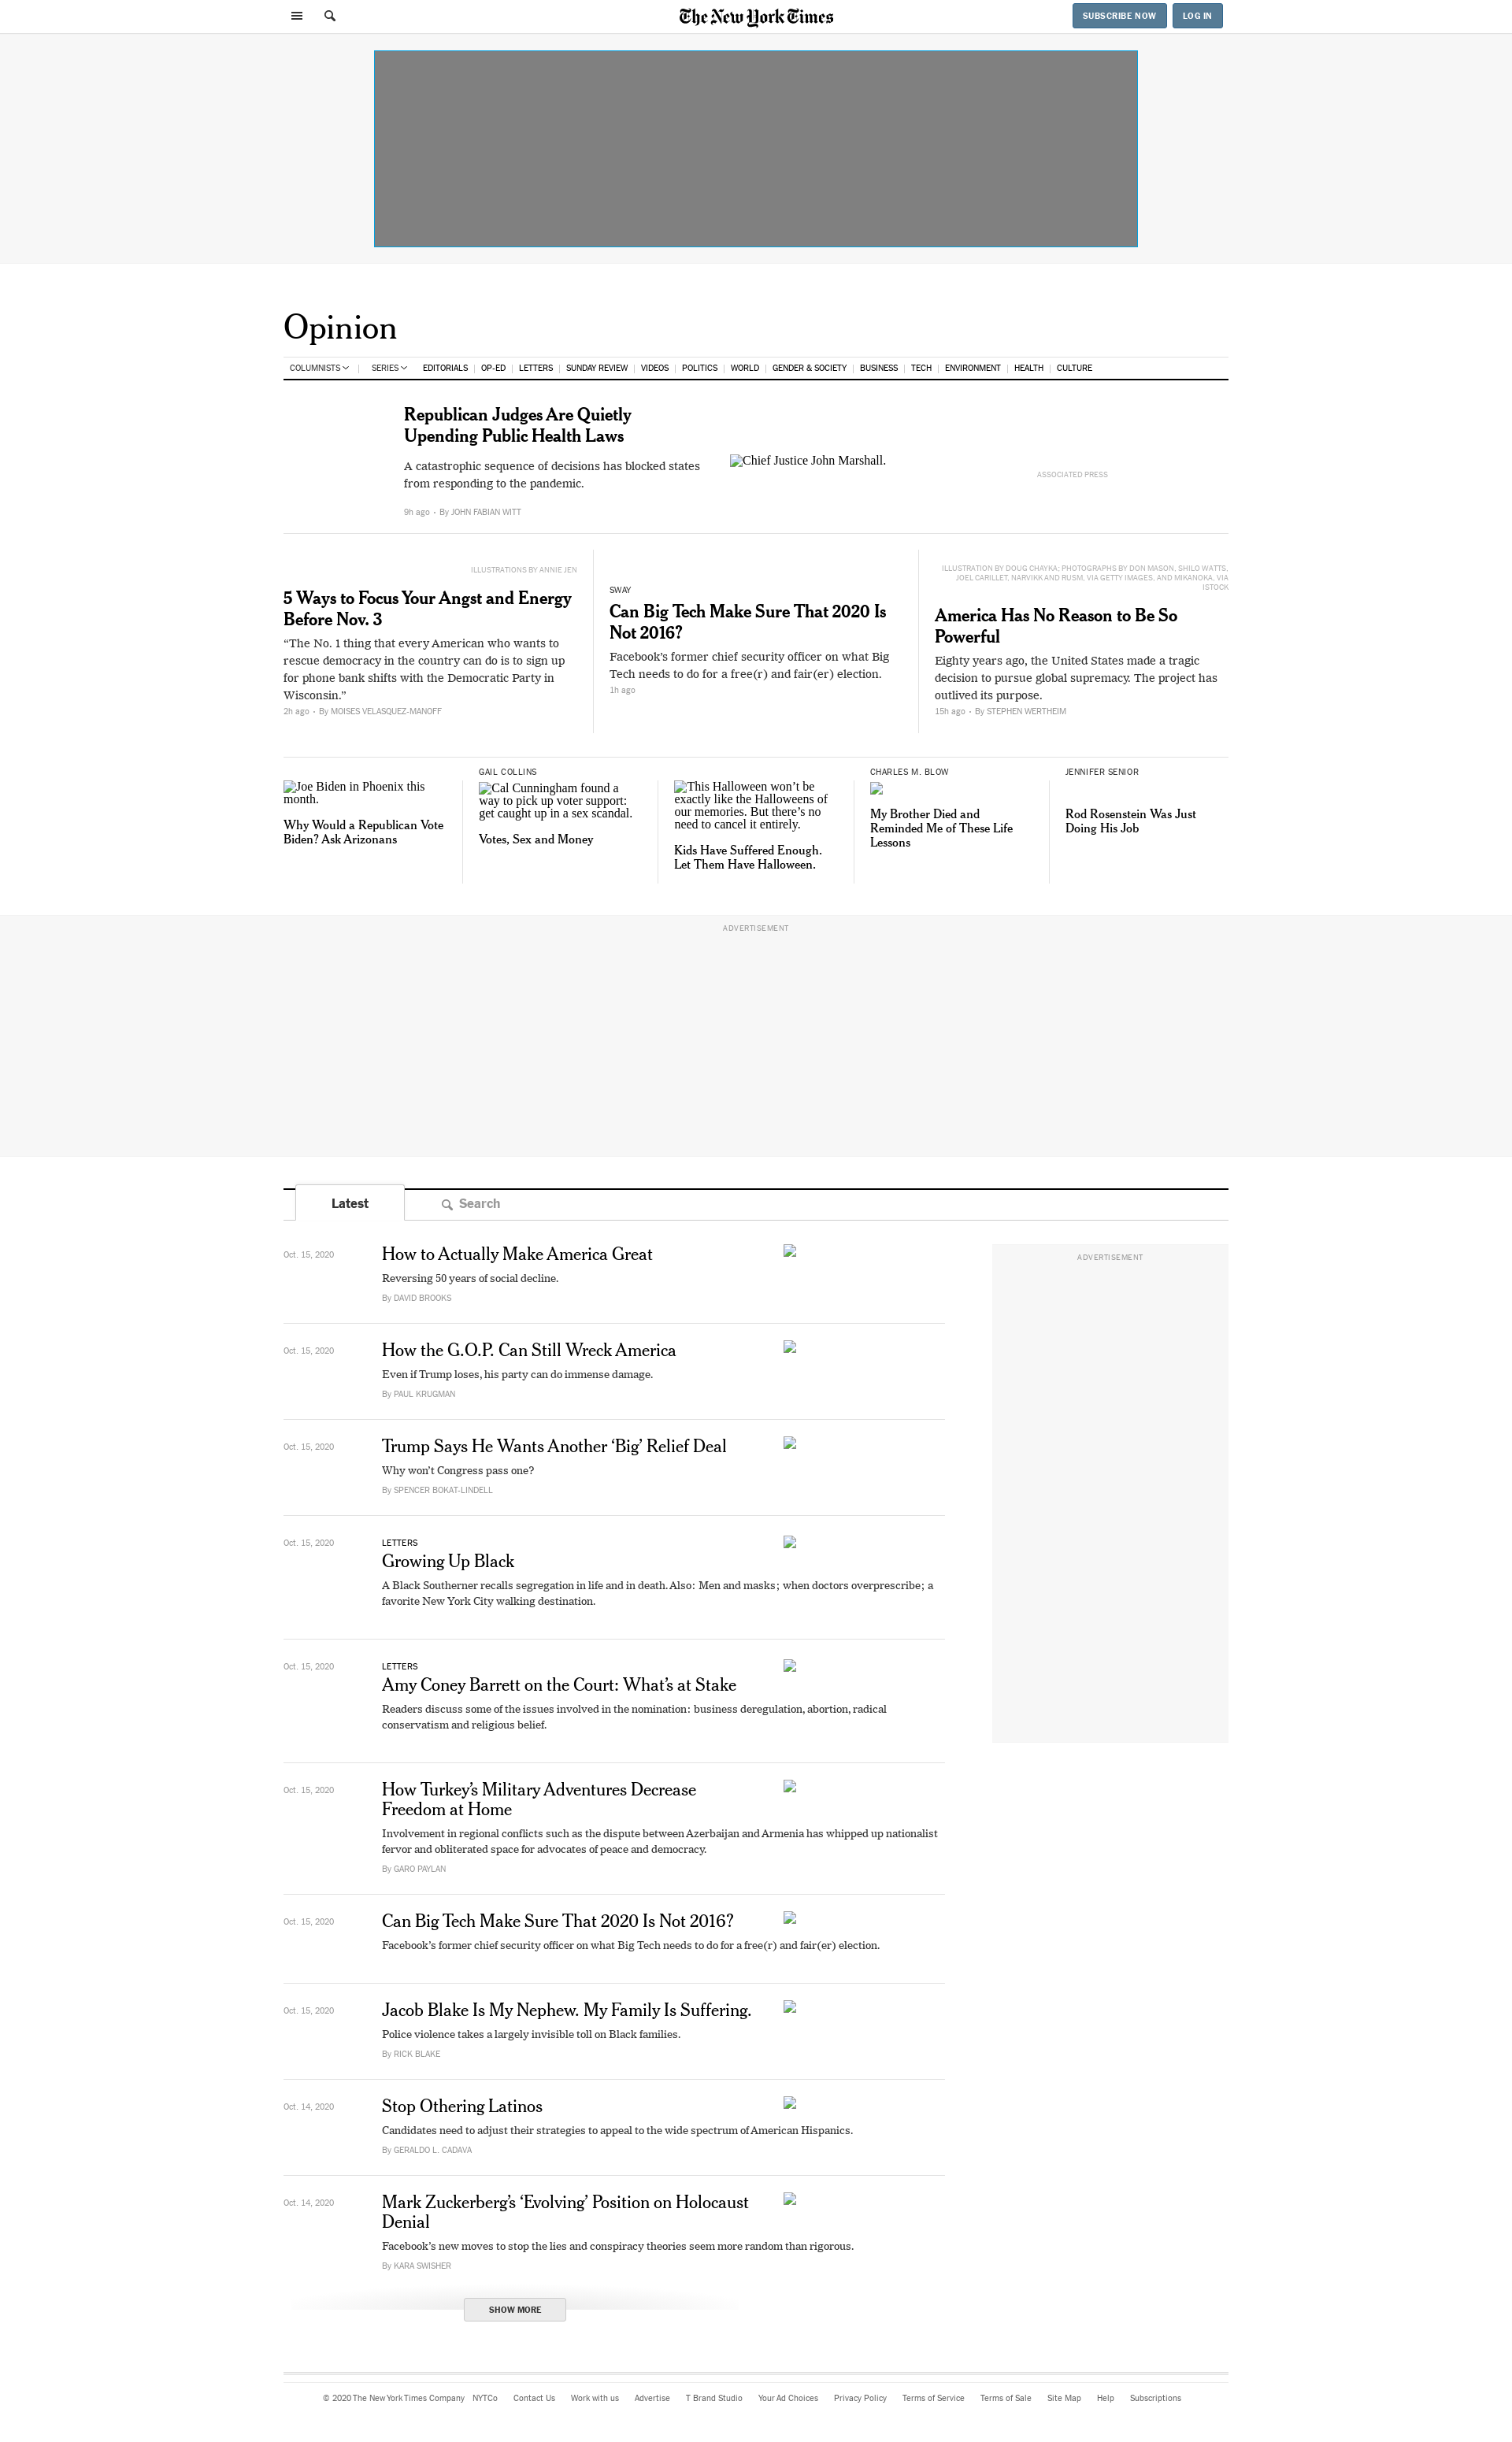 The New York Times
SUBSCRIBE NOW
LOG IN
Opinion
COLUMNISTS
SERIES
EDITORIALS
OP-ED
LETTERS
SUNDAY REVIEW
VIDEOS
POLITICS
WORLD
GENDER & SOCIETY
BUSINESS
TECH
ENVIRONMENT
HEALTH
CULTURE
Republican Judges Are Quietly
Upending Public Health Laws
A catastrophic sequence of decisions has blocked states
from responding to the pandemic.
9h ago • By JOHN FABIAN WITT
Chief Justice John Marshall.
ASSOCIATED PRESS
ILLUSTRATIONS BY ANNIE JEN
5 Ways to Focus Your Angst and Energy
Before Nov. 3
“The No. 1 thing that every American who wants to
rescue democracy in the country can do is to sign up
for phone bank shifts with the Democratic Party in
Wisconsin.”
2h ago • By MOISES VELASQUEZ-MANOFF
SWAY
Can Big Tech Make Sure That 2020 Is
Not 2016?
Facebook’s former chief security officer on what Big
Tech needs to do for a free(r) and fair(er) election.
1h ago
ILLUSTRATION BY DOUG CHAYKA; PHOTOGRAPHS BY DON MASON, SHILO WATTS,
JOEL CARILLET, NARVIKK AND RUSM, VIA GETTY IMAGES, AND MIKANOKA, VIA
ISTOCK
America Has No Reason to Be So
Powerful
Eighty years ago, the United States made a tragic
decision to pursue global supremacy. The project has
outlived its purpose.
15h ago • By STEPHEN WERTHEIM
Joe Biden in Phoenix this
month.
Why Would a Republican Vote
Biden? Ask Arizonans
GAIL COLLINS
Cal Cunningham found a
way to pick up voter support:
get caught up in a sex scandal.
Votes, Sex and Money
This Halloween won’t be
exactly like the Halloweens of
our memories. But there’s no
need to cancel it entirely.
Kids Have Suffered Enough.
Let Them Have Halloween.
CHARLES M. BLOW
My Brother Died and
Reminded Me of These Life
Lessons
JENNIFER SENIOR
Rod Rosenstein Was Just
Doing His Job
ADVERTISEMENT
Latest
Search
Oct. 15, 2020
How to Actually Make America Great
Reversing 50 years of social decline.
By DAVID BROOKS
ADVERTISEMENT
Oct. 15, 2020
How the G.O.P. Can Still Wreck America
Even if Trump loses, his party can do immense damage.
By PAUL KRUGMAN
Oct. 15, 2020
Trump Says He Wants Another ‘Big’ Relief Deal
Why won’t Congress pass one?
By SPENCER BOKAT-LINDELL
Oct. 15, 2020
LETTERS
Growing Up Black
A Black Southerner recalls segregation in life and in death. Also: Men and masks; when doctors overprescribe; a
favorite New York City walking destination.
Oct. 15, 2020
LETTERS
Amy Coney Barrett on the Court: What’s at Stake
Readers discuss some of the issues involved in the nomination: business deregulation, abortion, radical
conservatism and religious belief.
Oct. 15, 2020
How Turkey’s Military Adventures Decrease
Freedom at Home
Involvement in regional conflicts such as the dispute between Azerbaijan and Armenia has whipped up nationalist
fervor and obliterated space for advocates of peace and democracy.
By GARO PAYLAN
Oct. 15, 2020
Can Big Tech Make Sure That 2020 Is Not 2016?
Facebook’s former chief security officer on what Big Tech needs to do for a free(r) and fair(er) election.
Oct. 15, 2020
Jacob Blake Is My Nephew. My Family Is Suffering.
Police violence takes a largely invisible toll on Black families.
By RICK BLAKE
Oct. 14, 2020
Stop Othering Latinos
Candidates need to adjust their strategies to appeal to the wide spectrum of American Hispanics.
By GERALDO L. CADAVA
Oct. 14, 2020
Mark Zuckerberg’s ‘Evolving’ Position on Holocaust
Denial
Facebook’s new moves to stop the lies and conspiracy theories seem more random than rigorous.
By KARA SWISHER
SHOW MORE
© 2020 The New York Times Company
NYTCo
Contact Us
Work with us
Advertise
T Brand Studio
Your Ad Choices
Privacy Policy
Terms of Service
Terms of Sale
Site Map
Help
Subscriptions